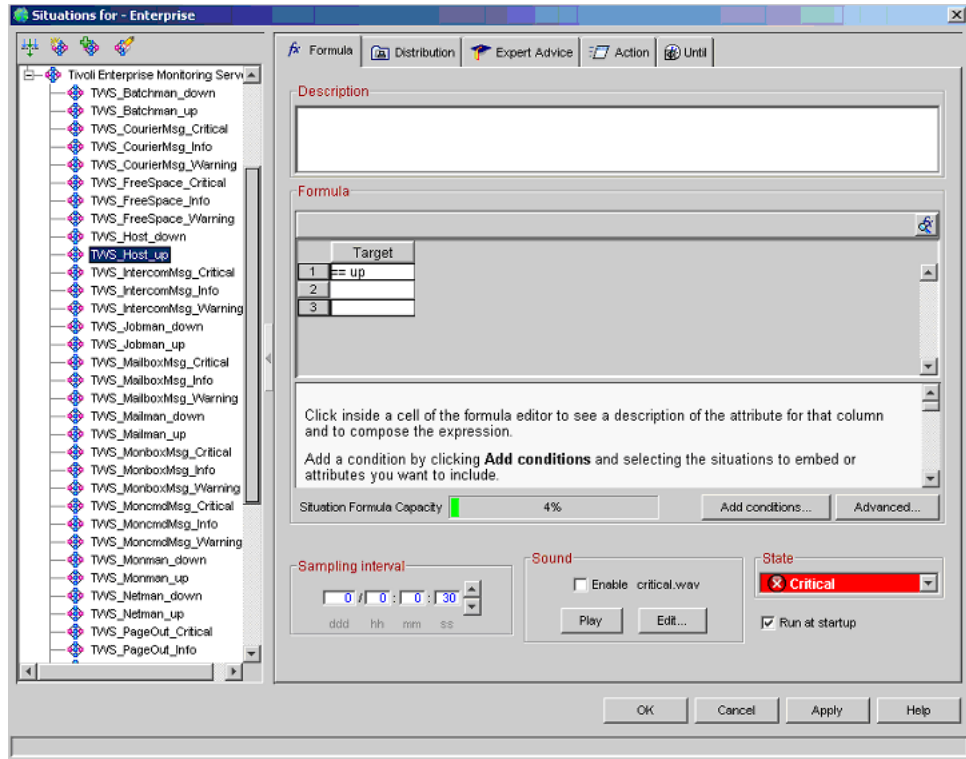 Situations for - Enterprise
Tivoli Enterprise Monitoring Serv
TWS_Batchman_down
TWS_Batchman_up
TWS_CourierMsg_Critical
TWS_CourierMsg_Info
TWS_CourierMsg_Warning
TWS_FreeSpace_Critical
TWS_FreeSpace_Info
TWS_FreeSpace_Warning
TWS_Host_down
TWS_Host_up
TWS_IntercomMsg_Critical
TWS_IntercomMsg_Info
TWS_IntercomMsg_Warning
TWS_Jobman_down
TWS_Jobman_up
TWS_MailboxMsg_Critical
TWS_MailboxMsg_Info
TWS_MailboxMsg_Warning
TWS_Mailman_down
TWS_Mailman_up
TWS_MonboxMsg_Critical
TWS_MonboxMsg_Info
TWS_MonboxMsg_Warning
TWS_MoncmdMsg_Critical
TWS_MoncmdMsg_Info
TWS_MoncmdMsg_Warning
TWS_Monman_down
TWS_Monman_up
TWS_Netman_down
TWS_Netman_up
TWS_PageOut_Critical
TWS_PageOut_Info
fx Formula Distribution Expert Advice Action Until
Description
Formula
Target
1 == up
2
3
Click inside a cell of the formula editor to see a description of the attribute for that column
and to compose the expression.
Add a condition by clicking Add conditions and selecting the situations to embed or
attributes you want to include.
Situation Formula Capacity 4% Add conditions... Advanced...
Sampling interval
0 / 0 : 0 : 30
ddd hh mm ss
Sound
Enable critical.wav
Play Edit...
State
Critical
Run at startup
OK Cancel Apply Help